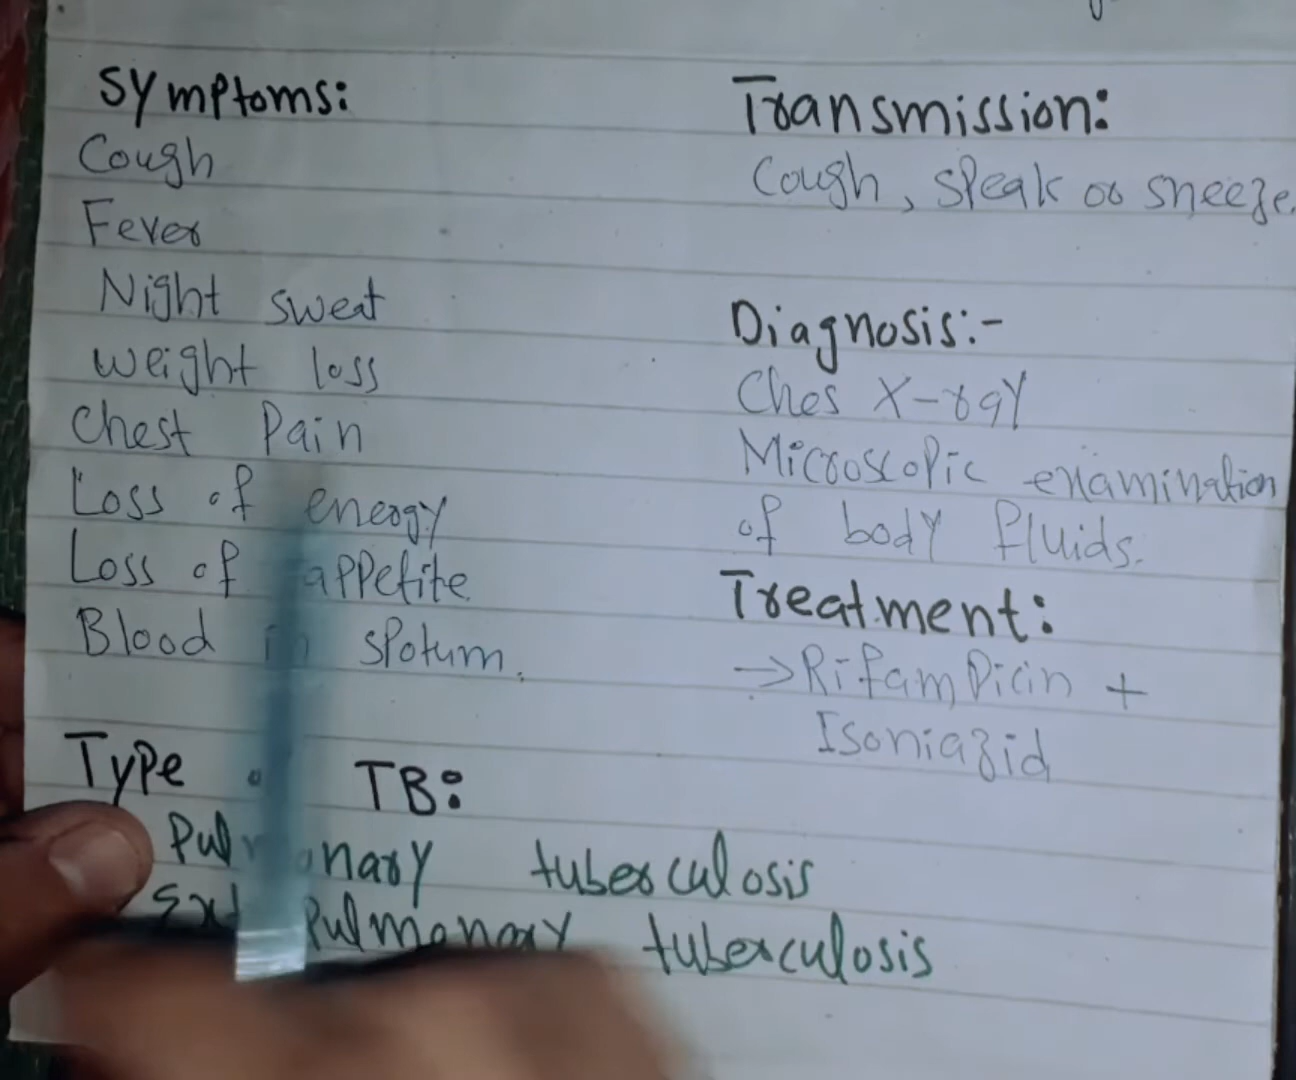 Symptoms:
Cough
Fever
Night sweat
weight loss
Chest Pain
Loss of energy
Loss of appetite
Blood in spotum.
Type TB:
tuberculosis
Pulmonary tuberculosis
Transmission:
Cough, speak or sneeze.
Diagnosis:-
Ches X-ray
Microscopic examination
of body fluids.
Treatment:
→Rifampicin +
Isoniazid